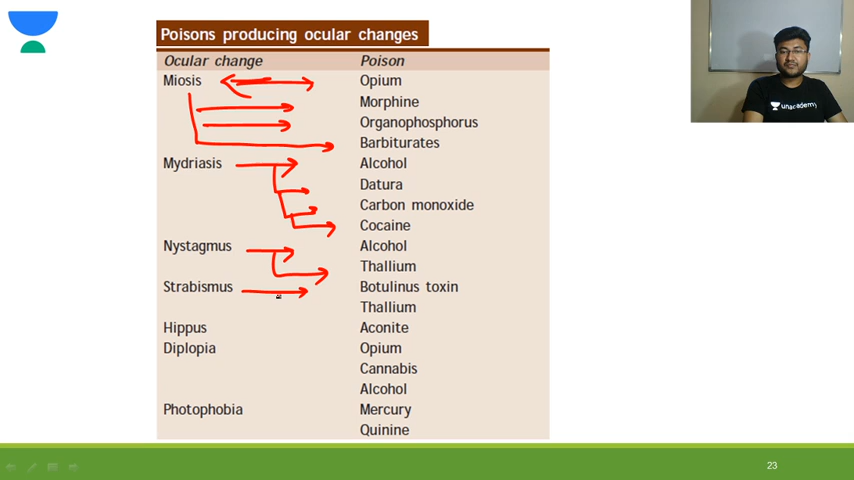 Poisons producing ocular changes
Ocular change Poison
Miosis Opium
Morphine
Organophosphorus
Barbiturates
Mydriasis Alcohol
Datura
Carbon monoxide
Cocaine
Nystagmus Alcohol
Thallium
Strabismus Botulinus toxin
Thallium
Hippus Aconite
Diplopia Opium
Cannabis
Alcohol
Photophobia Mercury
Quinine
unacademy
23